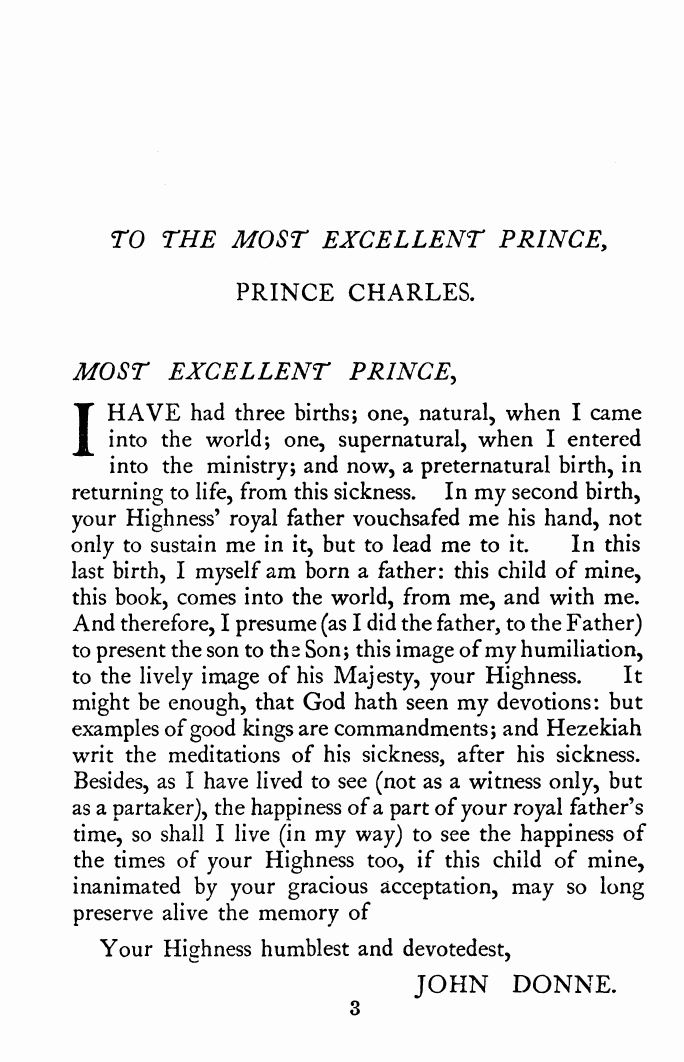 TO THE MOST EXCELLENT PRINCE,
PRINCE CHARLES.
MOST EXCELLENT PRINCE,
I HAVE had three births; one, natural, when I came
into the world; one, supernatural, when I entered
into the ministry; and now, a preternatural birth, in
returning to life, from this sickness. In my second birth,
your Highness’ royal father vouchsafed me his hand, not
only to sustain me in it, but to lead me to it. In this
last birth, I myself am born a father: this child of mine,
this book, comes into the world, from me, and with me.
And therefore, I presume (as I did the father, to the Father)
to present the son to the Son; this image of my humiliation,
to the lively image of his Majesty, your Highness. It
might be enough, that God hath seen my devotions: but
examples of good kings are commandments; and Hezekiah
writ the meditations of his sickness, after his sickness.
Besides, as I have lived to see (not as a witness only, but
as a partaker), the happiness of a part of your royal father’s
time, so shall I live (in my way) to see the happiness of
the times of your Highness too, if this child of mine,
inanimated by your gracious acceptation, may so long
preserve alive the memory of
Your Highness humblest and devotedest,
JOHN DONNE.
3